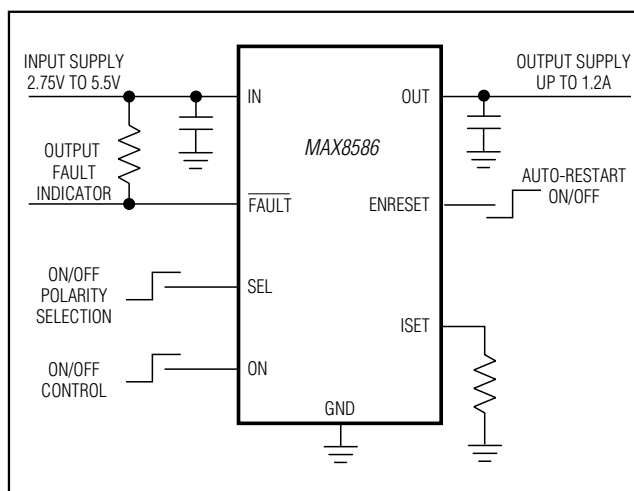 INPUT SUPPLY
2.75V TO 5.5V
OUTPUT SUPPLY
UP TO 1.2A
IN
OUT
MAX8586
OUTPUT
FAULT
INDICATOR
FAULT
ENRESET
AUTO-RESTART
ON/OFF
ON/OFF
POLARITY
SELECTION
SEL
ISET
ON/OFF
CONTROL
ON
GND